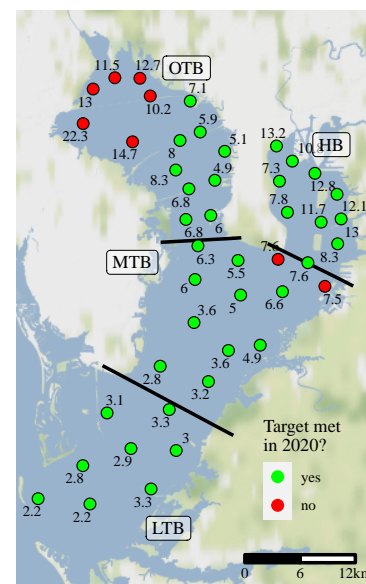 11.5 12.7 OTB
13 10.2 7.1
22.3 5.9
14.7 8 5.1 13.2 HB
8.3 4.9 7.3 12.8
6.8 7.8 11.7 12.1
6.8 6 13
MTB 6.3 7.6 8.3
5.5 7.6
6 5 6.6 7.5
3.6
3.6 4.9
2.8
3.2
3.1 3.3
2.9 3
2.8
2.2 2.2 3.3
LTB
Target met
in 2020?
yes
no
0 6 12km